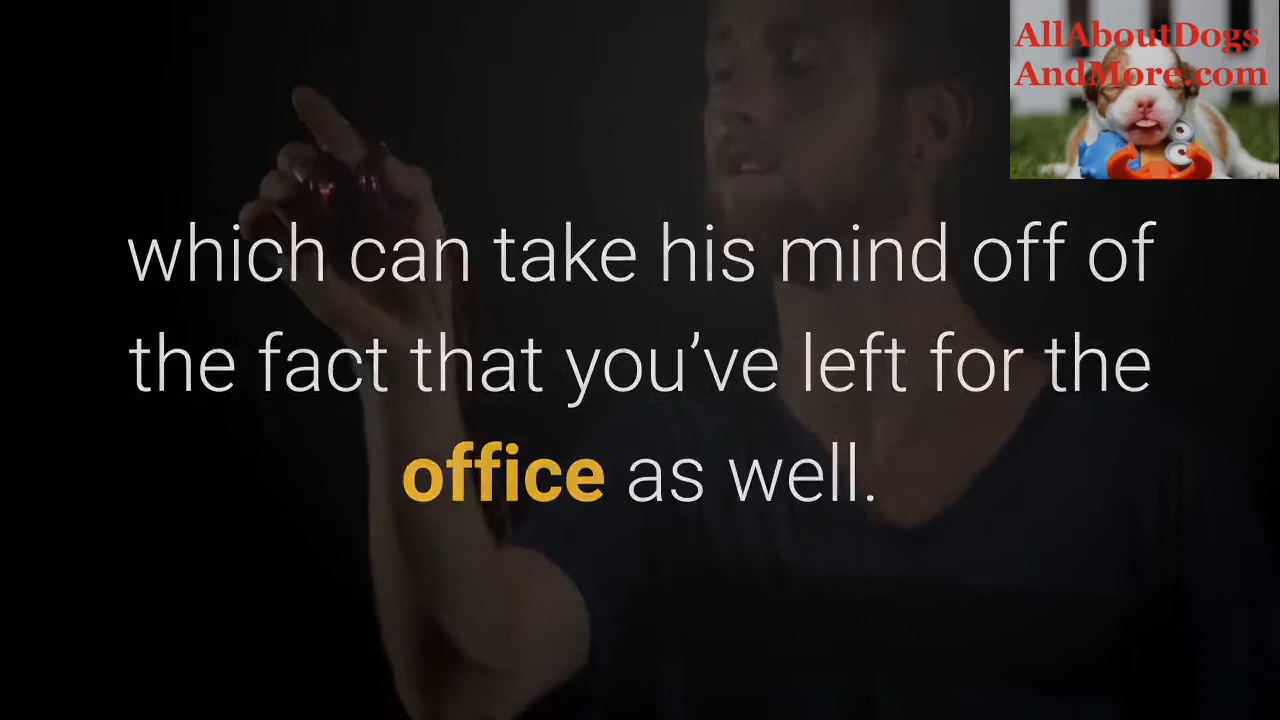 AllAboutDogs
AndMore.com
which can take his mind off of
the fact that you’ve left for the
office as well.